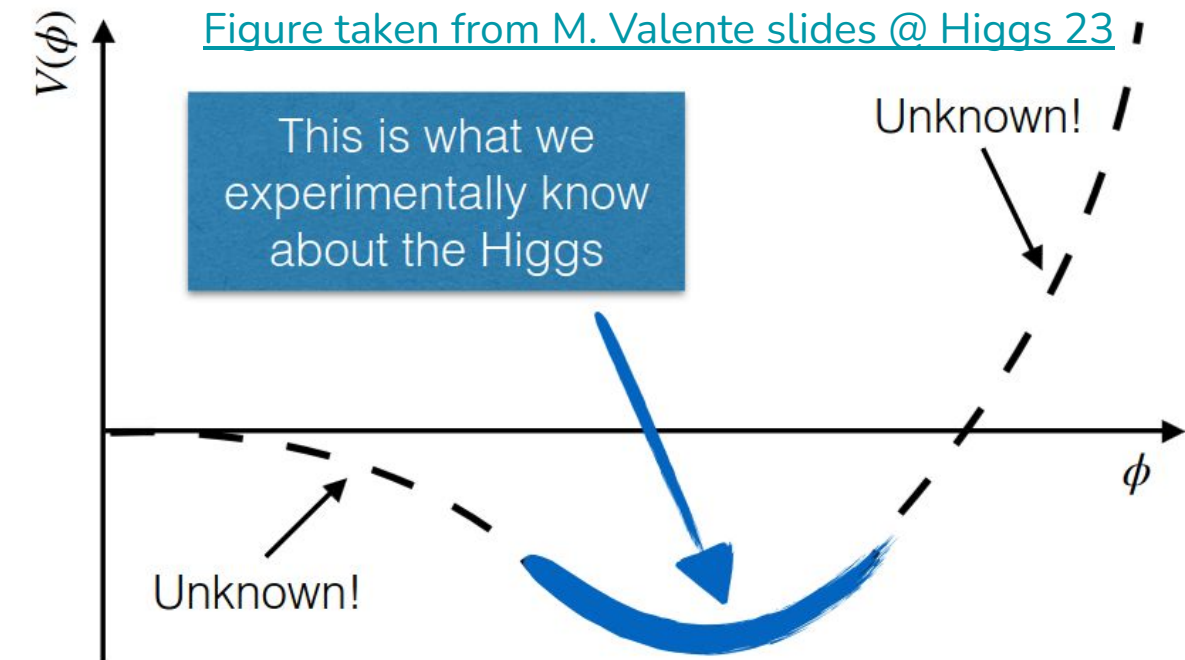 Figure taken from M. Valente slides @ Higgs 23
V(ϕ)
This is what we
experimentally know
about the Higgs
Unknown!
ϕ
Unknown!